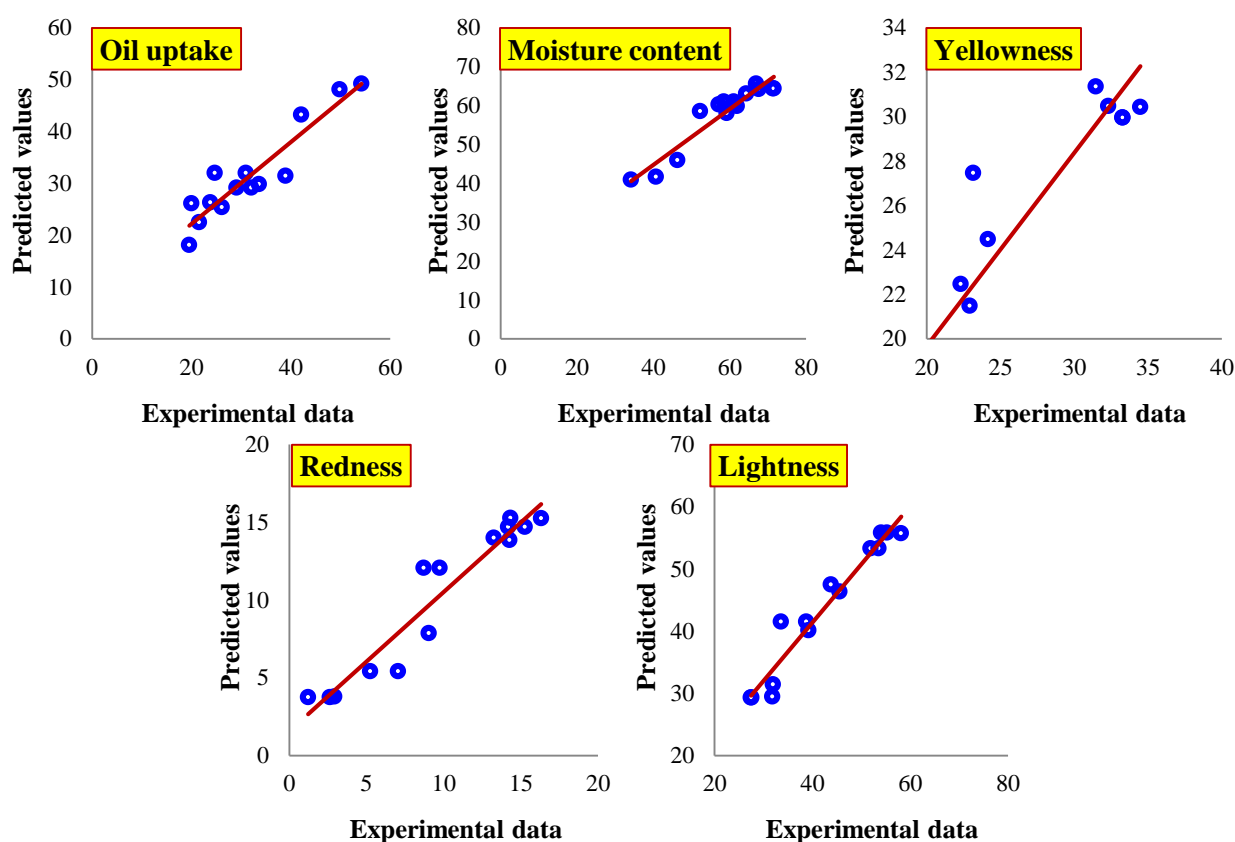 Oil uptake
60
50
40
30
20
10
0
Predicted values
0 20 40 60
Experimental data
Moisture content
80
70
60
50
40
30
20
10
0
Predicted values
0 20 40 60 80
Experimental data
Yellowness
34
32
30
28
26
24
22
20
Predicted values
20 25 30 35 40
Experimental data
Redness
20
15
10
5
0
Predicted values
0 5 10 15 20
Experimental data
Lightness
70
60
50
40
30
20
Predicted values
20 40 60 80
Experimental data